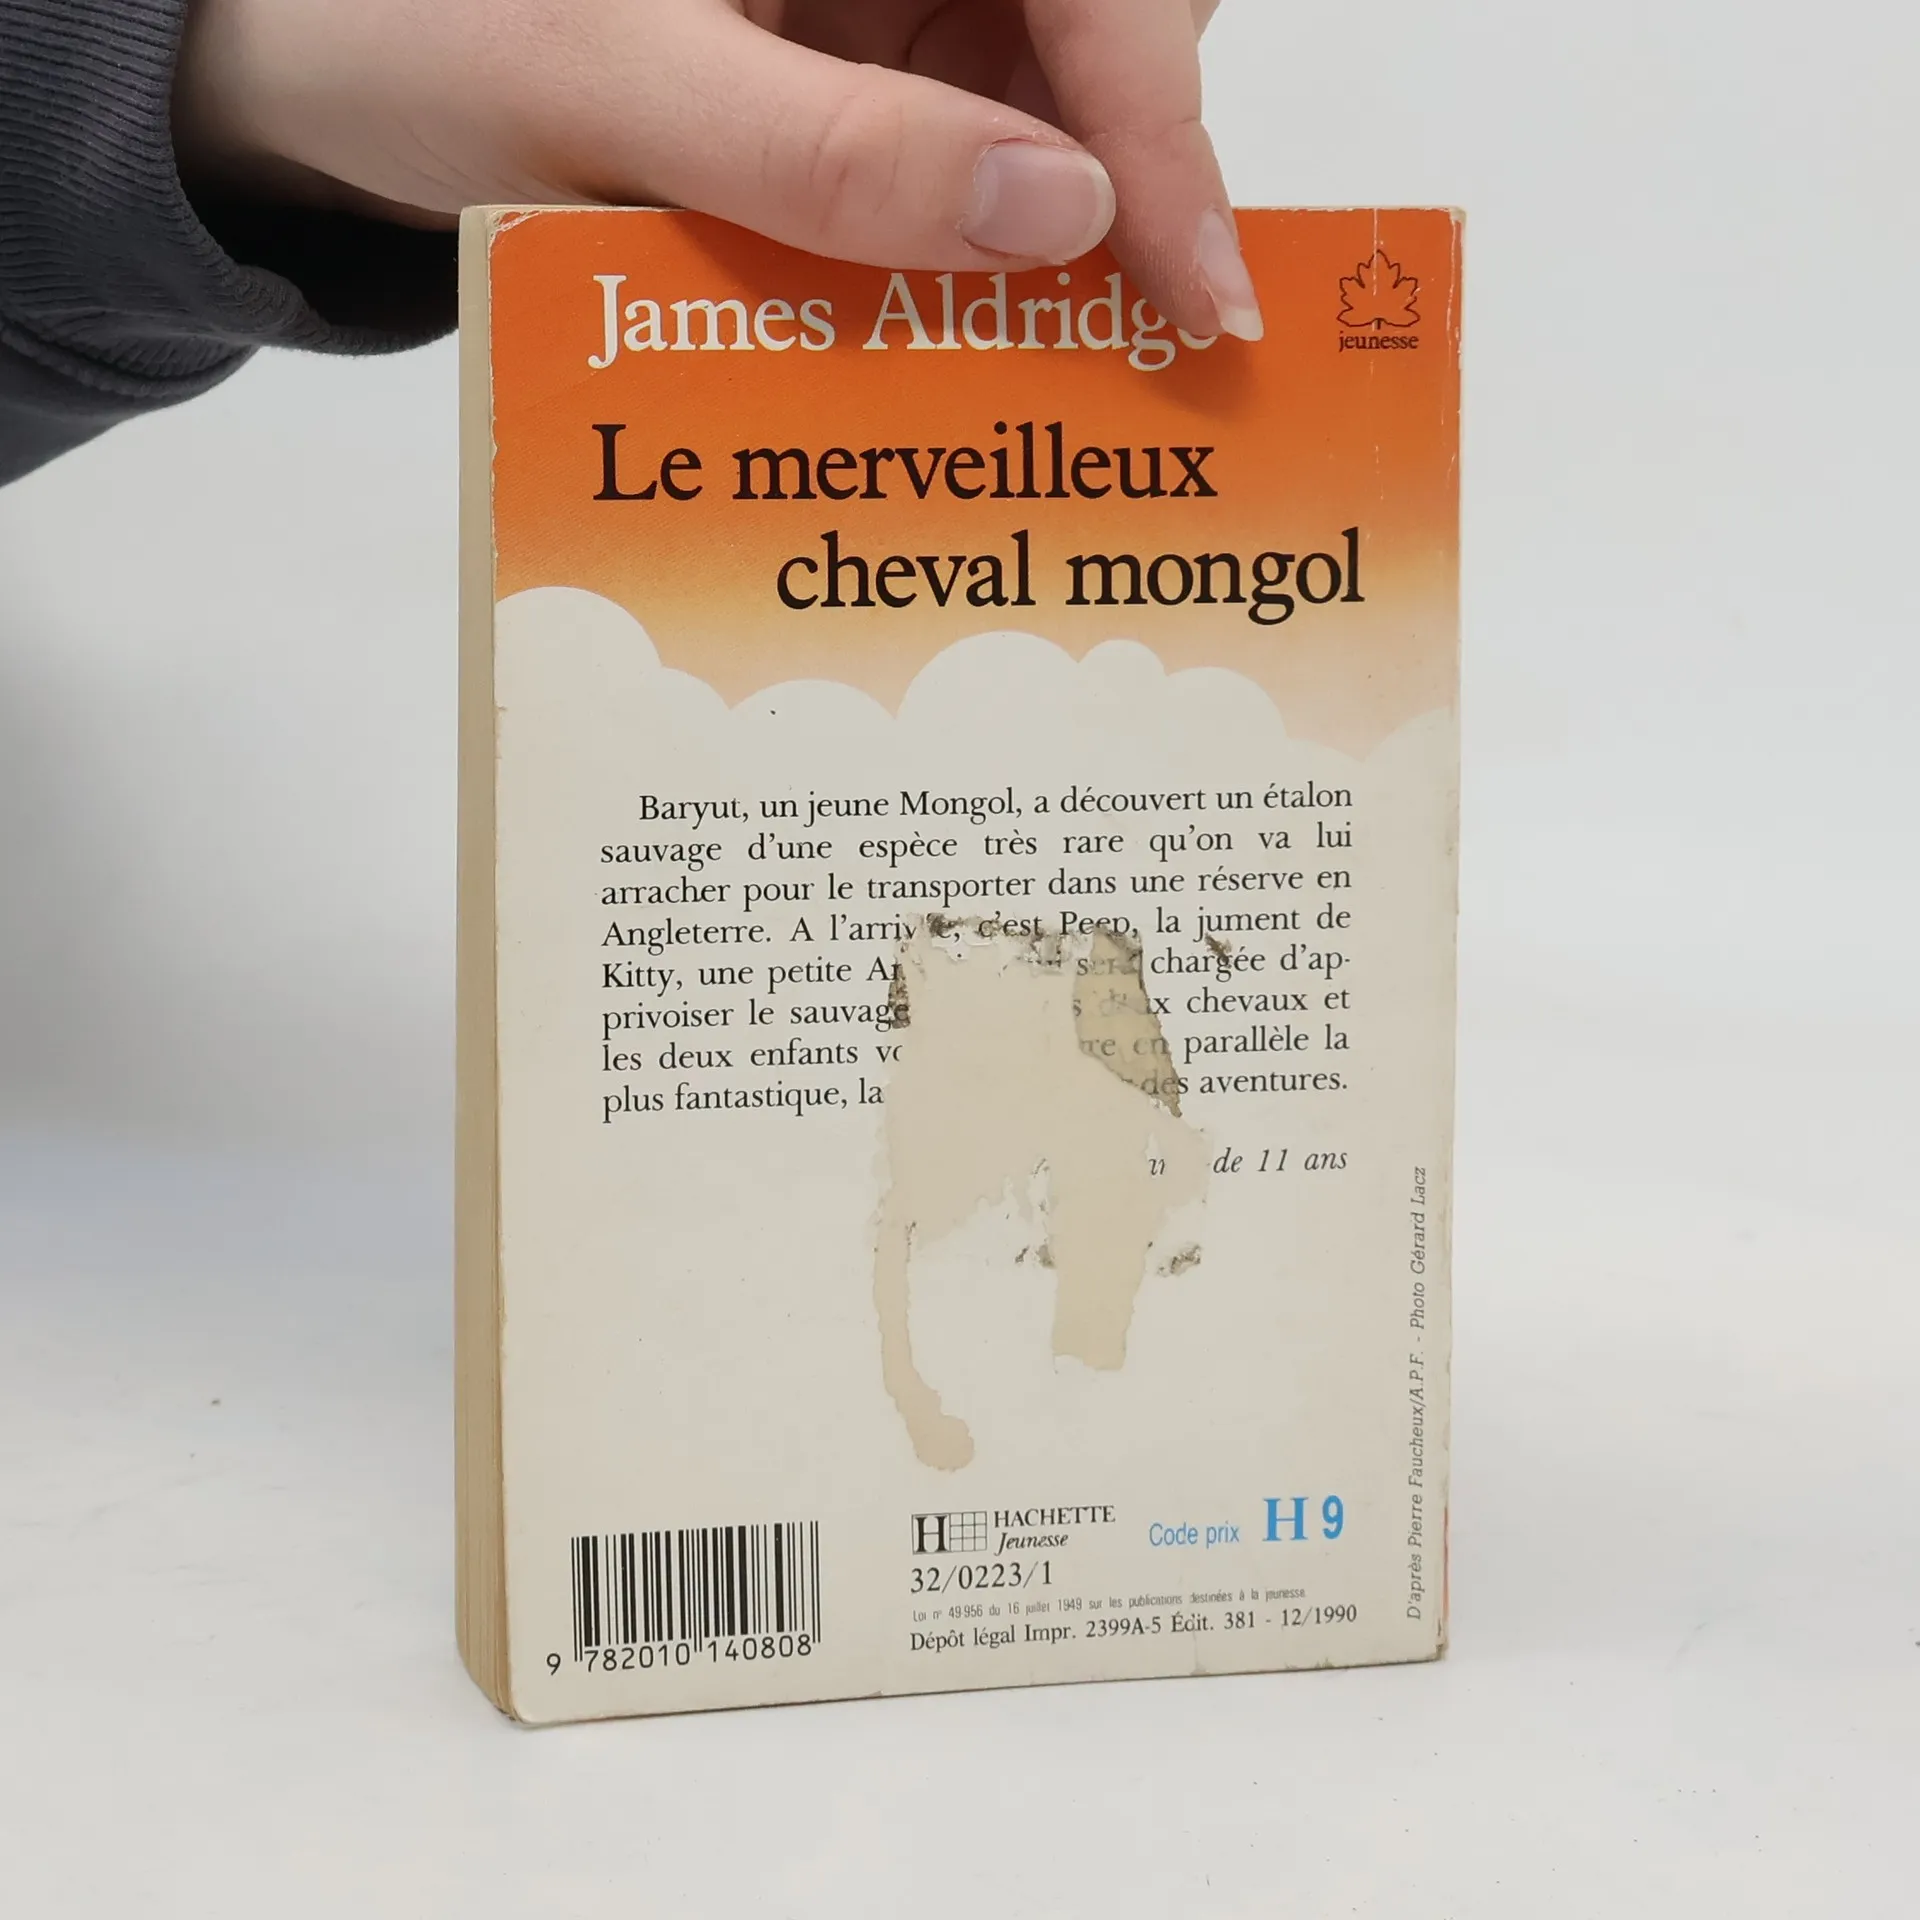 James Aldridge
jeunesse
Le merveilleux
cheval mongol
Baryut, un jeune Mongol, a découvert un étalon
sauvage d'une espèce très rare qu'on va lui
arracher pour le transporter dans une réserve en
Angleterre. A l'arrivée, c'est Peep, la jument de
Kitty, une petite chargée d'ap-
privoiser le sauvage chevaux et
les deux enfants en parallèle la
plus fantastique, la des aventures.
de 11 ans
D'après Pierre Faucheux/A.P.F. - Photo Gérard Lacz
HACHETTE
Jeunesse
Code prix H 9
32/0223/1
Loi n° 49 956 du 16 juillet 1949 sur les publications destinées à la jeunesse
Dépôt légal Impr. 2399A-5 Édit. 381 - 12/1990
9 782010 140808